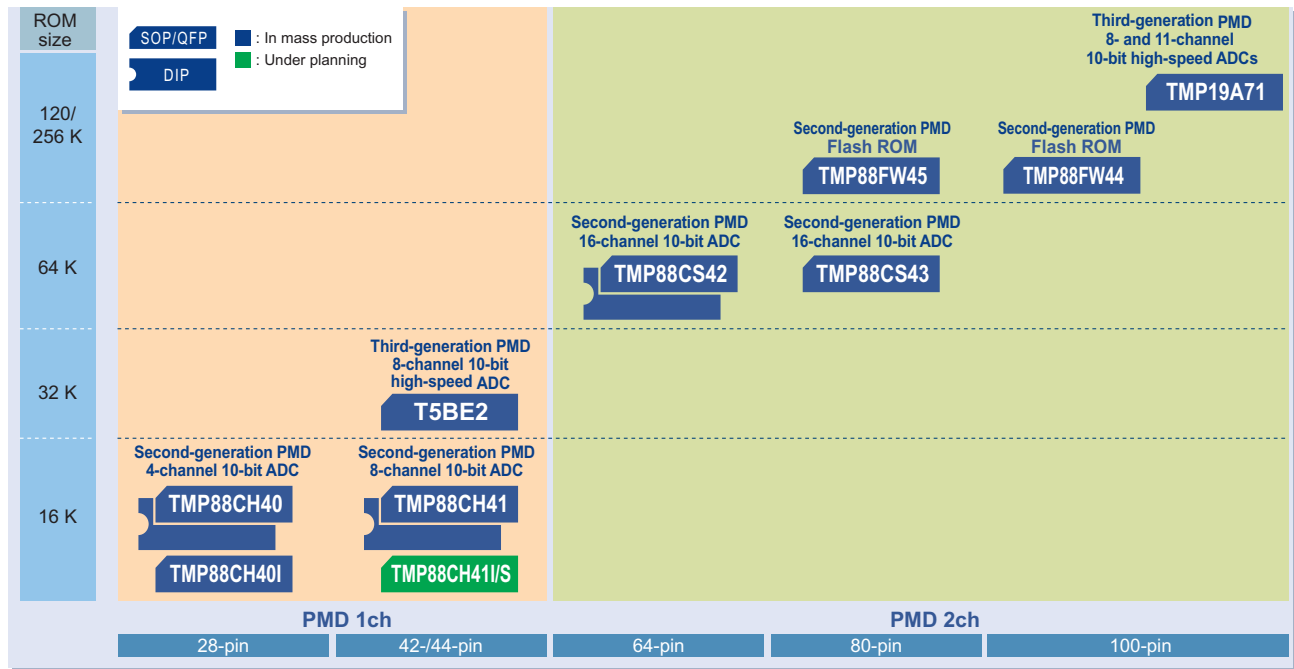 ROM
size
SOP/QFP
: In mass production
: Under planning
DIP
Third-generation PMD
8- and 11-channel
10-bit high-speed ADCs
TMP19A71
120/
256 K
Second-generation PMD
Flash ROM
TMP88FW45
Second-generation PMD
Flash ROM
TMP88FW44
64 K
Second-generation PMD
16-channel 10-bit ADC
TMP88CS42
Second-generation PMD
16-channel 10-bit ADC
TMP88CS43
32 K
Third-generation PMD
8-channel 10-bit
high-speed ADC
T5BE2
16 K
Second-generation PMD
4-channel 10-bit ADC
TMP88CH40
TMP88CH40I
Second-generation PMD
8-channel 10-bit ADC
TMP88CH41
TMP88CH41I/S
PMD 1ch
PMD 2ch
28-pin
42-/44-pin
64-pin
80-pin
100-pin